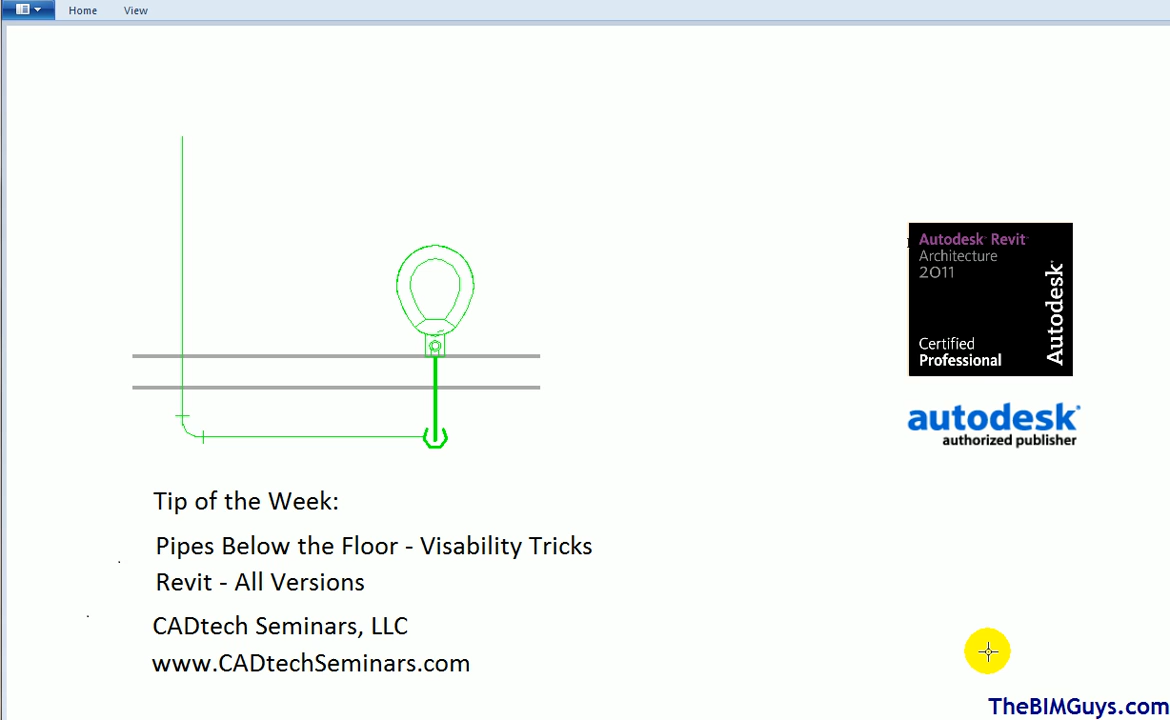 Home View
Autodesk® Revit™
Architecture
2011
Certified
Professional
Autodesk®
autodesk®
authorized publisher
Tip of the Week:
Pipes Below the Floor - Visability Tricks
Revit - All Versions
CADtech Seminars, LLC
www.CADtechSeminars.com
TheBIMGuys.com